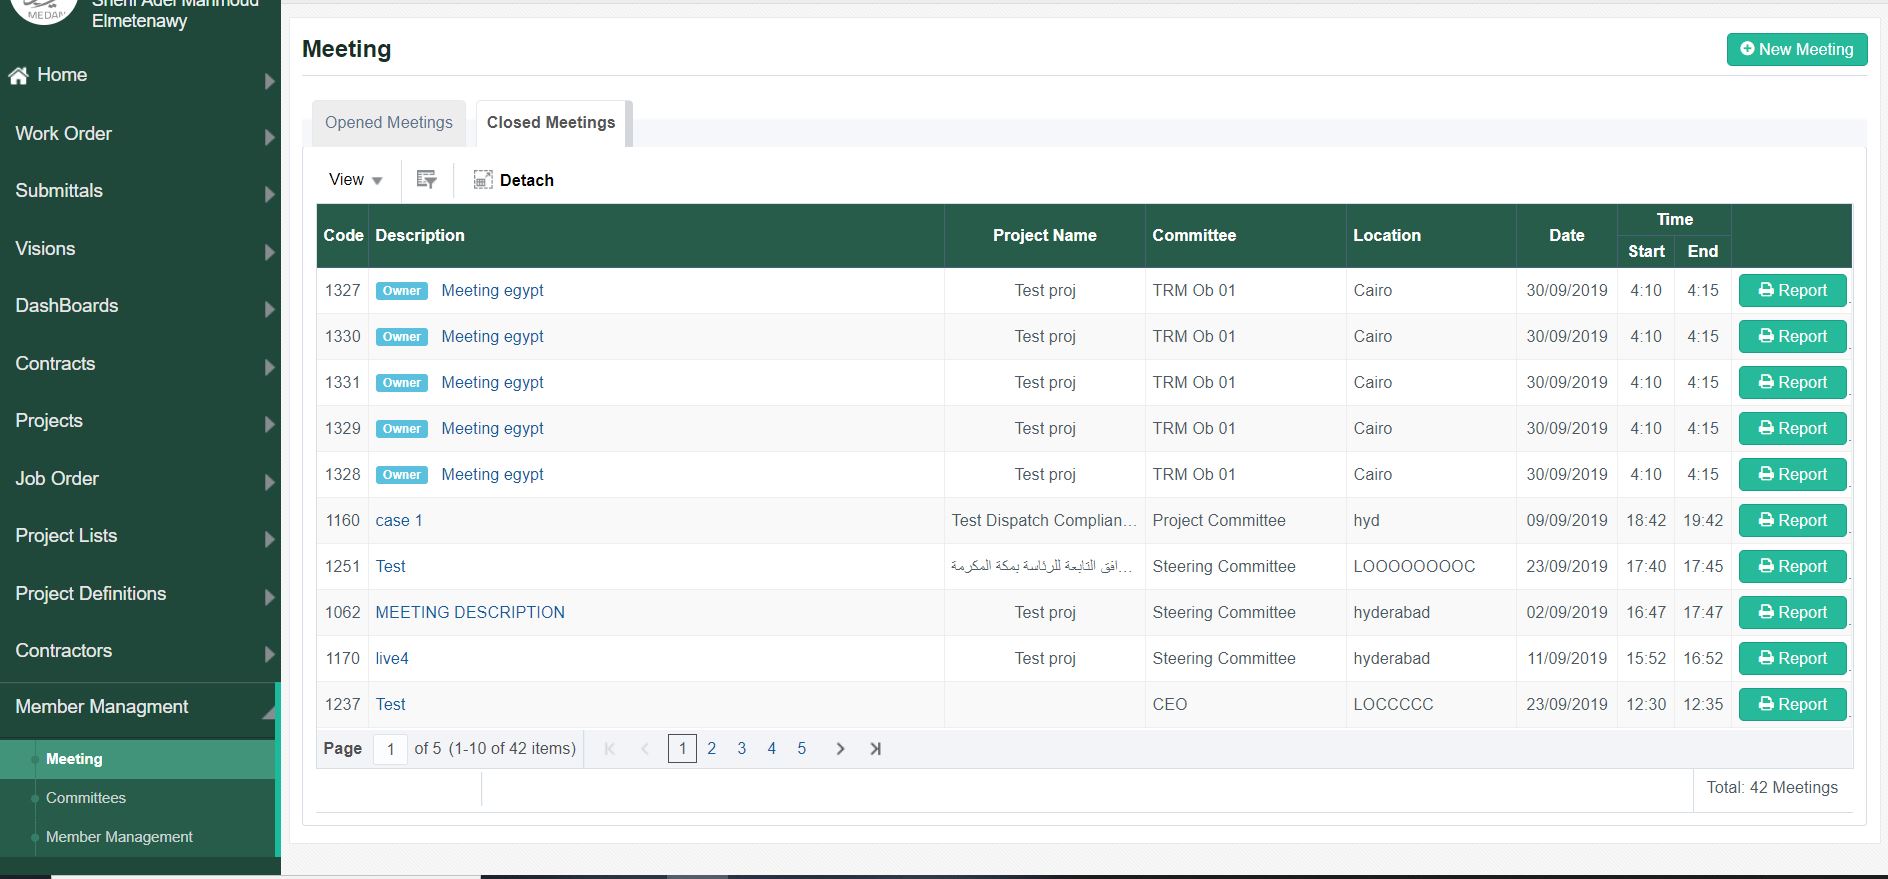 MEDAN
Sherif Adel Mahmoud
Elmetenawy
Home
Work Order
Submittals
Visions
DashBoards
Contracts
Projects
Job Order
Project Lists
Project Definitions
Contractors
Member Managment
Meeting
Committees
Member Management
Meeting
New Meeting
Opened Meetings
Closed Meetings
View
Detach
Code Description Project Name Committee Location Date Time
Start End
1327 Owner Meeting egypt Test proj TRM Ob 01 Cairo 30/09/2019 4:10 4:15 Report
1330 Owner Meeting egypt Test proj TRM Ob 01 Cairo 30/09/2019 4:10 4:15 Report
1331 Owner Meeting egypt Test proj TRM Ob 01 Cairo 30/09/2019 4:10 4:15 Report
1329 Owner Meeting egypt Test proj TRM Ob 01 Cairo 30/09/2019 4:10 4:15 Report
1328 Owner Meeting egypt Test proj TRM Ob 01 Cairo 30/09/2019 4:10 4:15 Report
1160 case 1 Test Dispatch Complian... Project Committee hyd 09/09/2019 18:42 19:42 Report
1251 Test ...افق التابعة للرئاسة بمكة المكرمة Steering Committee LOOOOOOOOC 23/09/2019 17:40 17:45 Report
1062 MEETING DESCRIPTION Test proj Steering Committee hyderabad 02/09/2019 16:47 17:47 Report
1170 live4 Test proj Steering Committee hyderabad 11/09/2019 15:52 16:52 Report
1237 Test CEO LOCCCCC 23/09/2019 12:30 12:35 Report
Page 1 of 5 (1-10 of 42 items) 1 2 3 4 5
Total: 42 Meetings